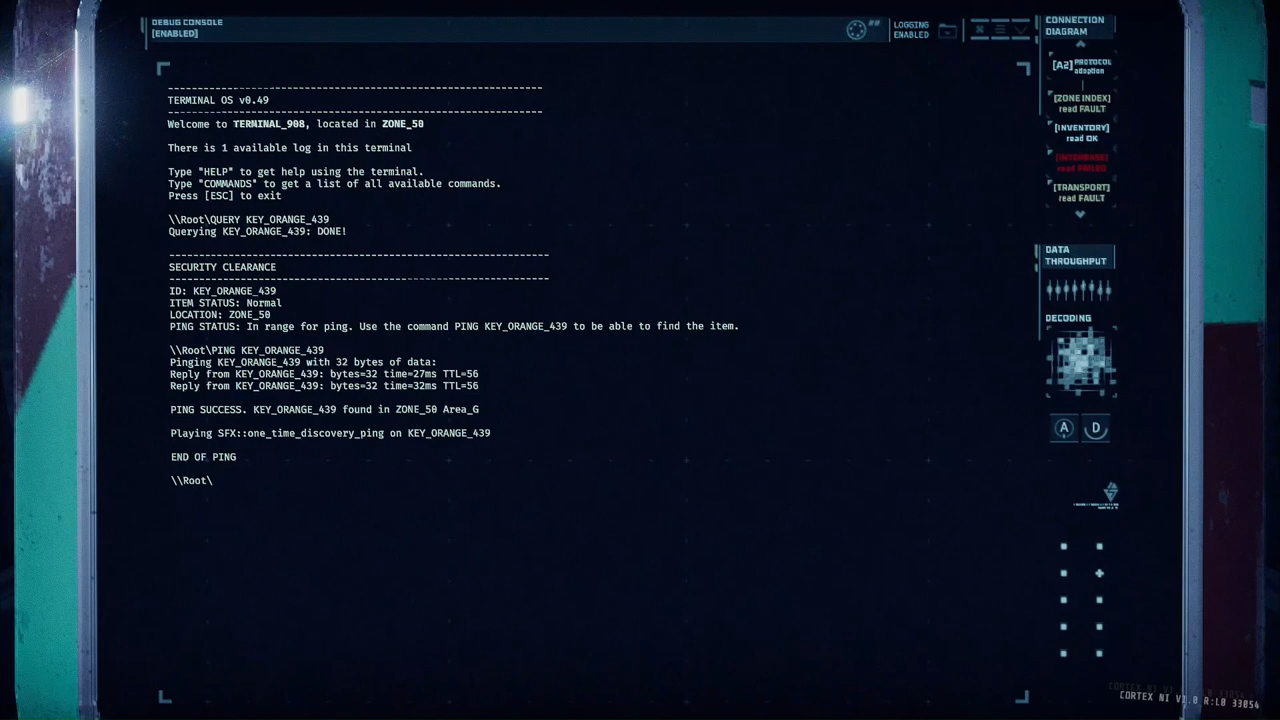 DEBUG CONSOLE
[ENABLED]
LOGGING
ENABLED
---------------------------------------------------------------
TERMINAL OS v0.49
---------------------------------------------------------------
Welcome to TERMINAL_908, located in ZONE_50
There is 1 available log in this terminal
Type "HELP" to get help using the terminal.
Type "COMMANDS" to get a list of all available commands.
Press [ESC] to exit
\\Root\QUERY KEY_ORANGE_439
Querying KEY_ORANGE_439: DONE!
----------------------------------------------------------------
SECURITY CLEARANCE
----------------------------------------------------------------
ID: KEY_ORANGE_439
ITEM STATUS: Normal
LOCATION: ZONE_50
PING STATUS: In range for ping. Use the command PING KEY_ORANGE_439 to be able to find the item.
\\Root\PING KEY_ORANGE_439
Pinging KEY_ORANGE_439 with 32 bytes of data:
Reply from KEY_ORANGE_439: bytes=32 time=27ms TTL=56
Reply from KEY_ORANGE_439: bytes=32 time=32ms TTL=56
PING SUCCESS. KEY_ORANGE_439 found in ZONE_50 Area_G
Playing SFX::one_time_discovery_ping on KEY_ORANGE_439
END OF PING
\\Root\
CONNECTION
DIAGRAM
[A2] PROTOCOL
adaption
[ZONE INDEX]
read FAULT
[INVENTORY]
read OK
read FAILED
[TRANSPORT]
read FAULT
DATA
THROUGHPUT
DECODING
A D
CORTEX NI V1.0 R:L0 33054